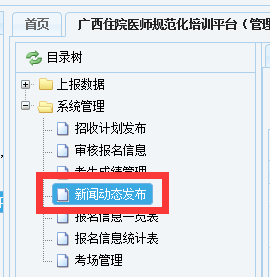 首页
广西住院医师规范化培训平台（管理
目录树
上报数据
系统管理
招收计划发布
审核报名信息
考生成绩管理
新闻动态发布
报名信息一览表
报名信息统计表
考场管理